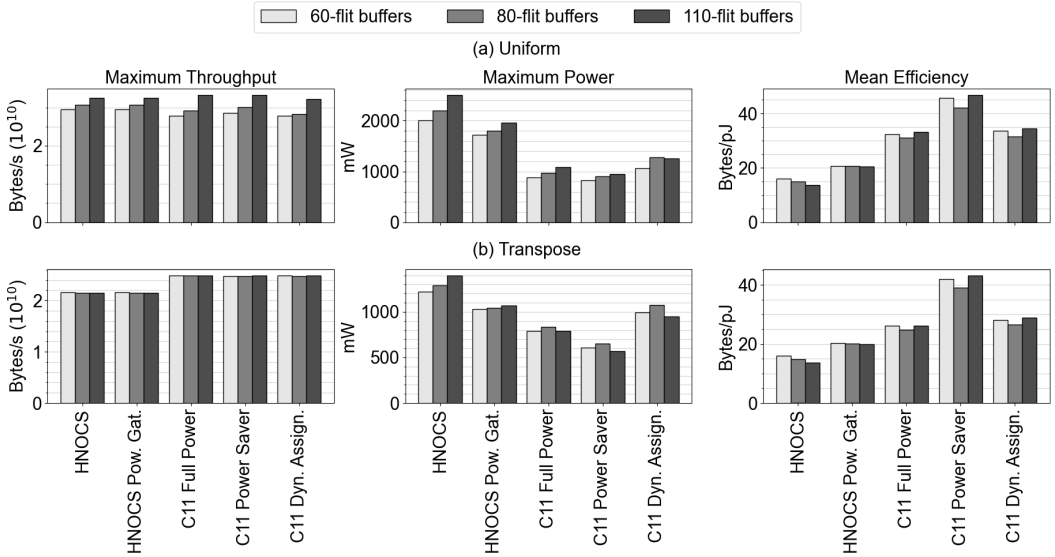 60-flit buffers 80-flit buffers 110-flit buffers
(a) Uniform
Maximum Throughput Maximum Power Mean Efficiency
Bytes/s (10^10)
2
0
mW
2000
1000
0
Bytes/pJ
40
20
0
(b) Transpose
Bytes/s (10^10)
2
1
0
mW
1000
500
0
Bytes/pJ
40
20
0
HNOCS
HNOCS Pow. Gat.
C11 Full Power
C11 Power Saver
C11 Dyn. Assign.
HNOCS
HNOCS Pow. Gat.
C11 Full Power
C11 Power Saver
C11 Dyn. Assign.
HNOCS
HNOCS Pow. Gat.
C11 Full Power
C11 Power Saver
C11 Dyn. Assign.